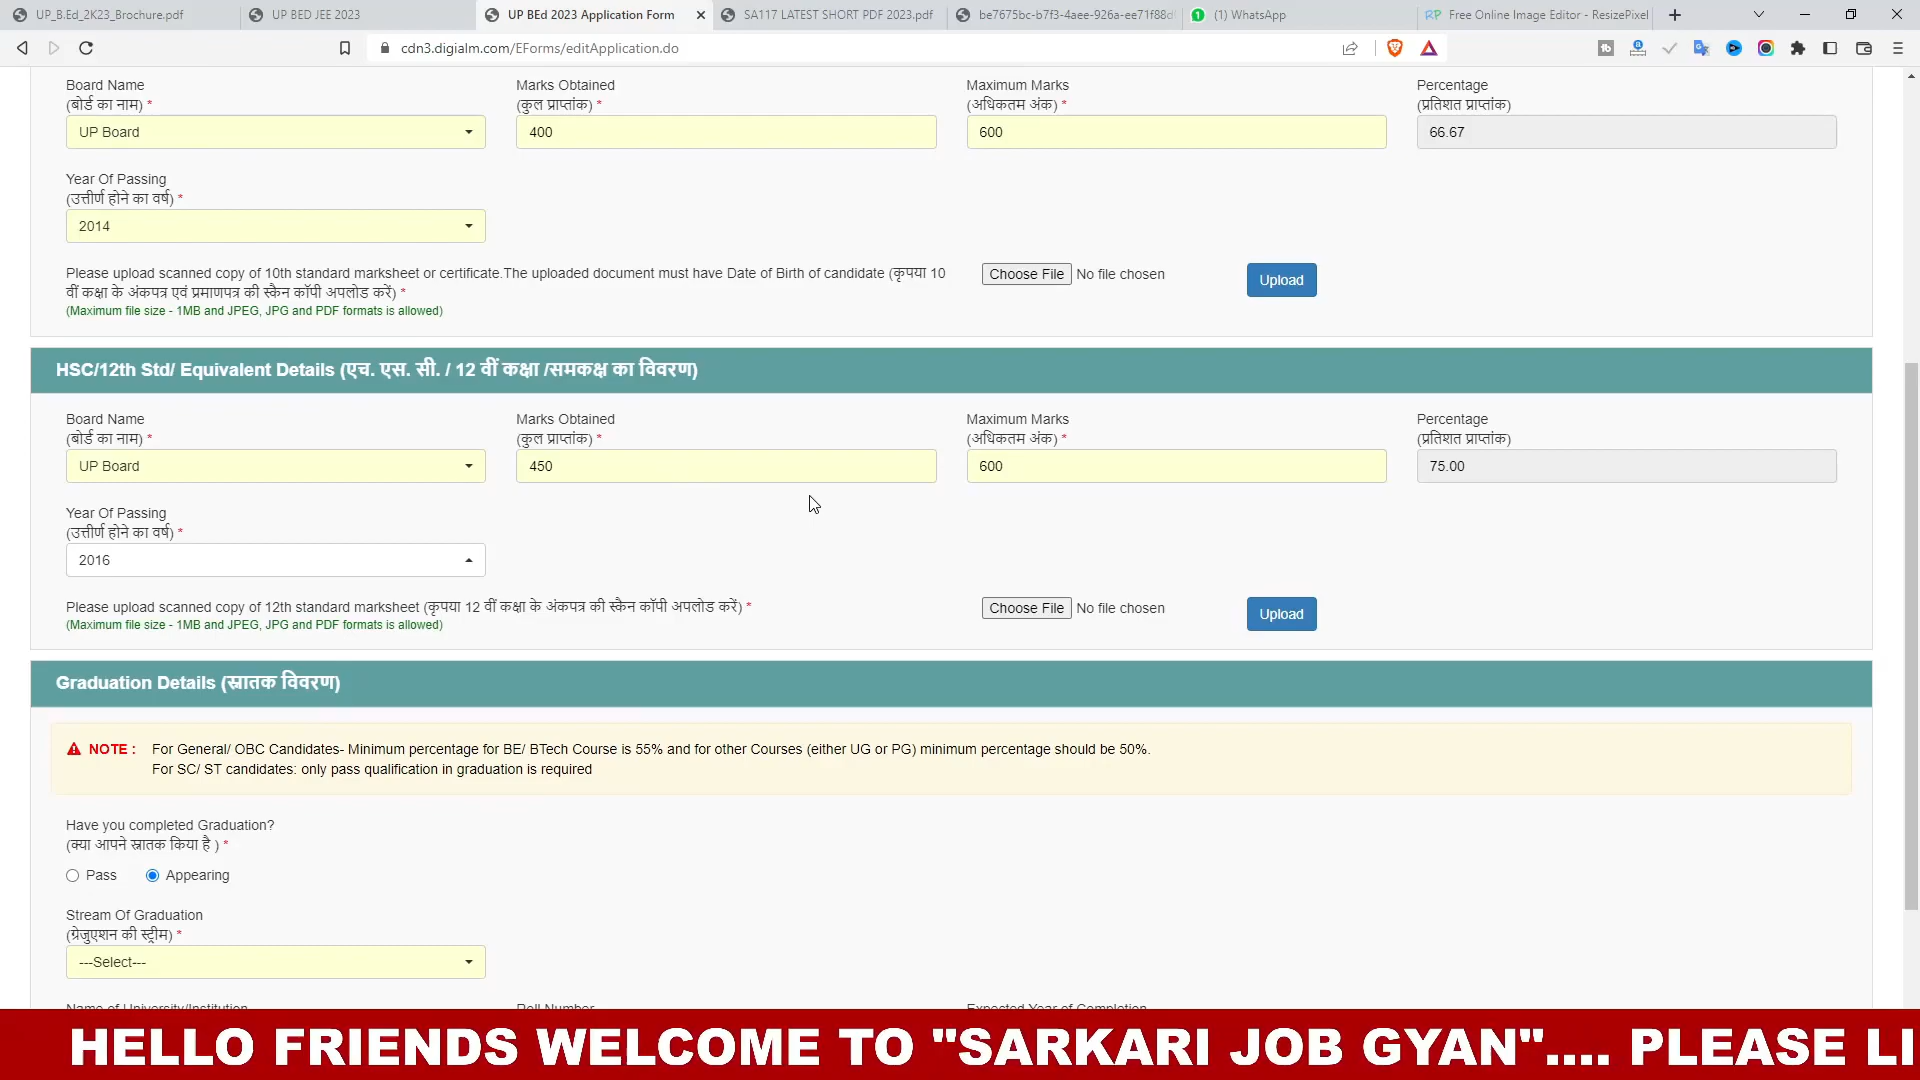 UP_B.Ed_2K23_Brochure.pdf
UP BED JEE 2023
UP BEd 2023 Application Form
SA117 LATEST SHORT PDF 2023.pdf
be7675bc-b7f3-4aee-926a-ee71f88d
(1) WhatsApp
Free Online Image Editor - ResizePixel
cdn3.digialm.com/EForms/editApplication.do
Board Name
(बोर्ड का नाम) *
UP Board
Marks Obtained
(कुल प्राप्तांक) *
400
Maximum Marks
(अधिकतम अंक) *
600
Percentage
(प्रतिशत प्राप्तांक)
66.67
Year Of Passing
(उत्तीर्ण होने का वर्ष) *
2014
Please upload scanned copy of 10th standard marksheet or certificate.The uploaded document must have Date of Birth of candidate (कृपया 10
वीं कक्षा के अंकपत्र एवं प्रमाणपत्र की स्कैन कॉपी अपलोड करें) *
(Maximum file size - 1MB and JPEG, JPG and PDF formats is allowed)
Choose File No file chosen
Upload
HSC/12th Std/ Equivalent Details (एच. एस. सी. / 12 वीं कक्षा /समकक्ष का विवरण)
Board Name
(बोर्ड का नाम) *
UP Board
Marks Obtained
(कुल प्राप्तांक) *
450
Maximum Marks
(अधिकतम अंक) *
600
Percentage
(प्रतिशत प्राप्तांक)
75.00
Year Of Passing
(उत्तीर्ण होने का वर्ष) *
2016
Please upload scanned copy of 12th standard marksheet (कृपया 12 वीं कक्षा के अंकपत्र की स्कैन कॉपी अपलोड करें) *
(Maximum file size - 1MB and JPEG, JPG and PDF formats is allowed)
Choose File No file chosen
Upload
Graduation Details (स्नातक विवरण)
NOTE : For General/ OBC Candidates- Minimum percentage for BE/ BTech Course is 55% and for other Courses (either UG or PG) minimum percentage should be 50%.
For SC/ ST candidates: only pass qualification in graduation is required
Have you completed Graduation?
(क्या आपने स्नातक किया है ) *
Pass
Appearing
Stream Of Graduation
(ग्रेजुएशन की स्ट्रीम) *
---Select---
Name of University/Institution
Roll Number
Expected Year of Completion
HELLO FRIENDS WELCOME TO "SARKARI JOB GYAN".... PLEASE LI